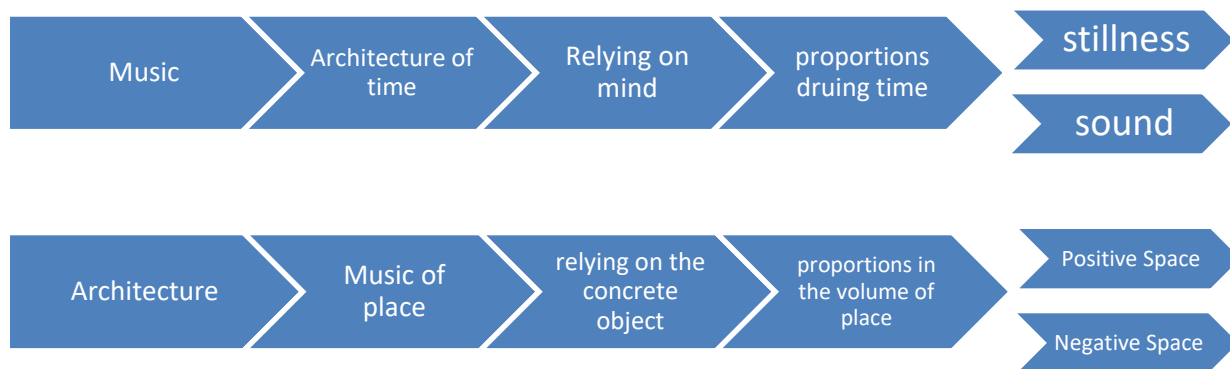 Music
Architecture of
time
Relying on
mind
proportions
druing time
stillness
sound
Architecture
Music of
place
relying on the
concrete
object
proportions in
the volume of
place
Positive Space
Negative Space